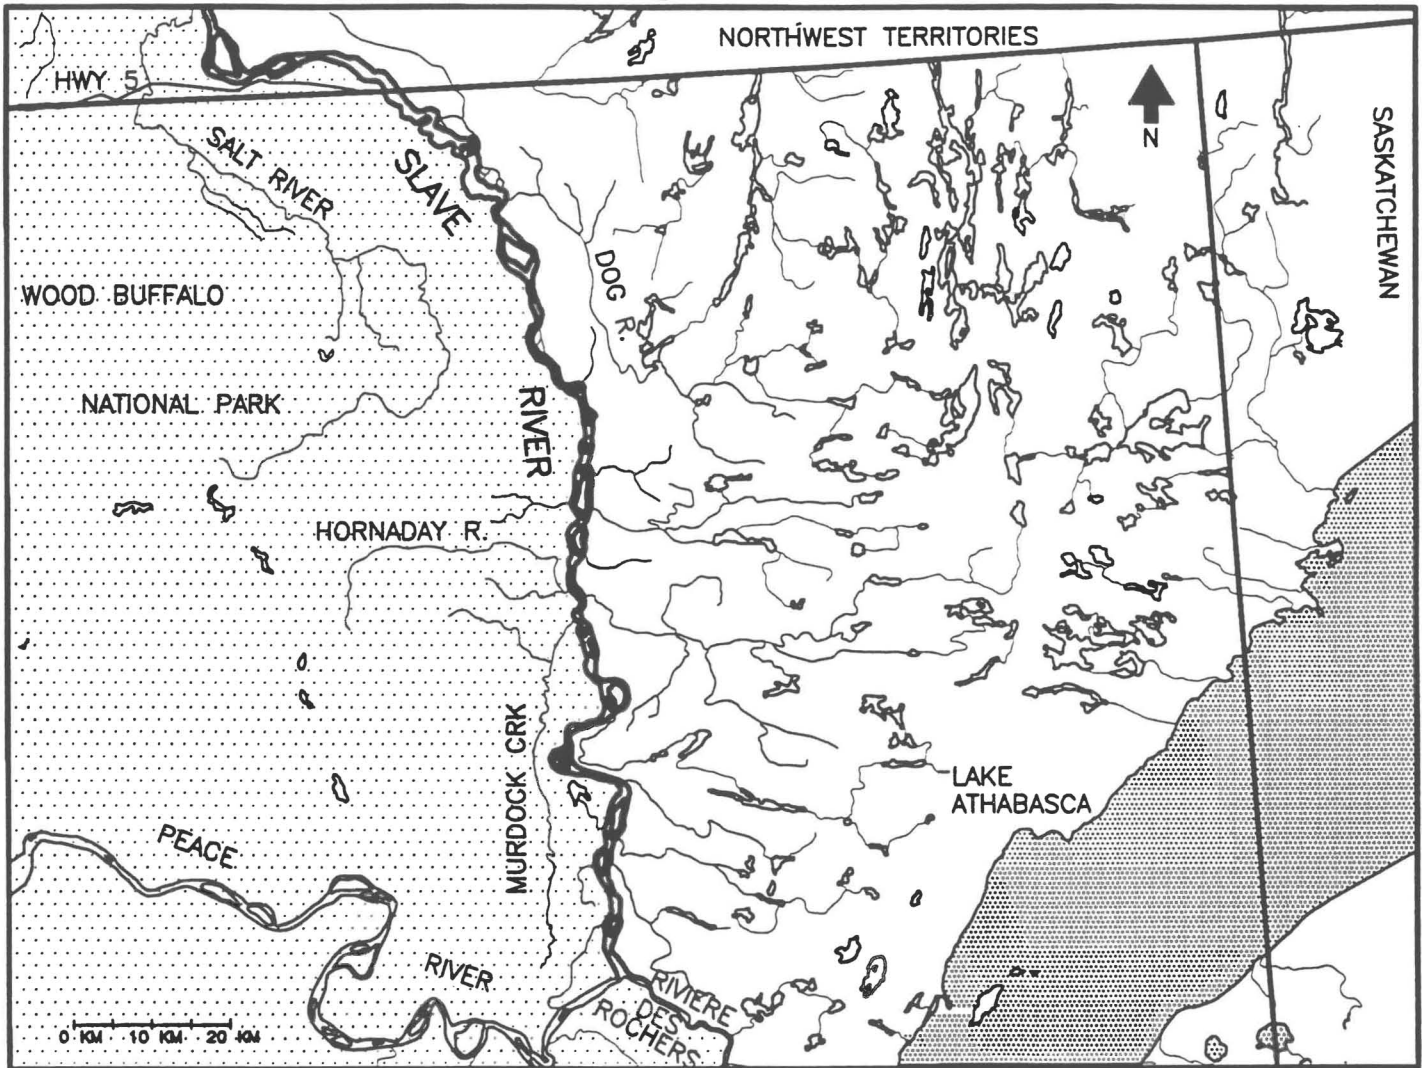 NORTHWEST TERRITORIES
HWY 5
N
SASKATCHEWAN
SALT RIVER
SLAVE
RIVER
DOG R.
WOOD BUFFALO
NATIONAL PARK
HORNADAY R.
MURDOCK CRK
LAKE
ATHABASCA
PEACE
RIVER
RIVIERE
DES
ROCHERS
0 KM 10 KM 20 KM